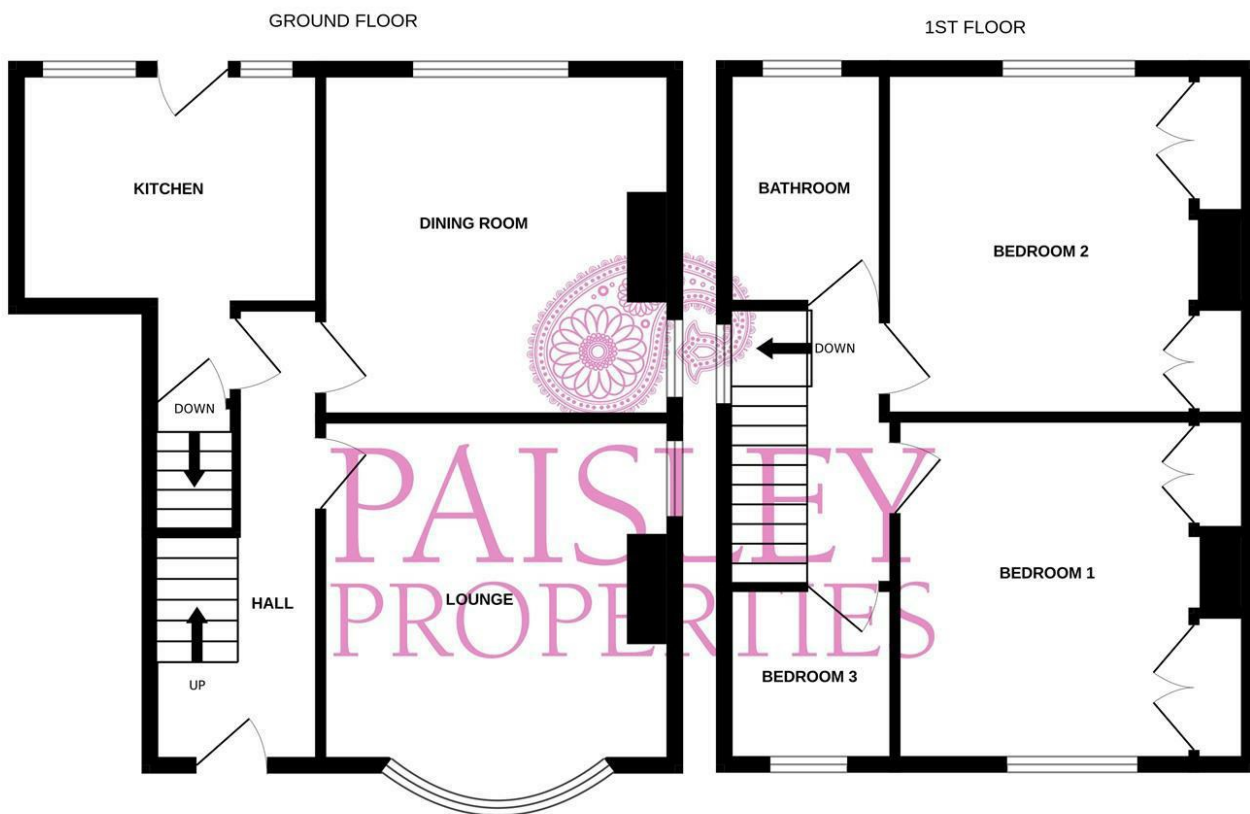 GROUND FLOOR
1ST FLOOR
KITCHEN
DINING ROOM
DOWN
HALL
UP
LOUNGE
BATHROOM
BEDROOM 2
DOWN
BEDROOM 1
BEDROOM 3
PAISLEY
PROPERTIES